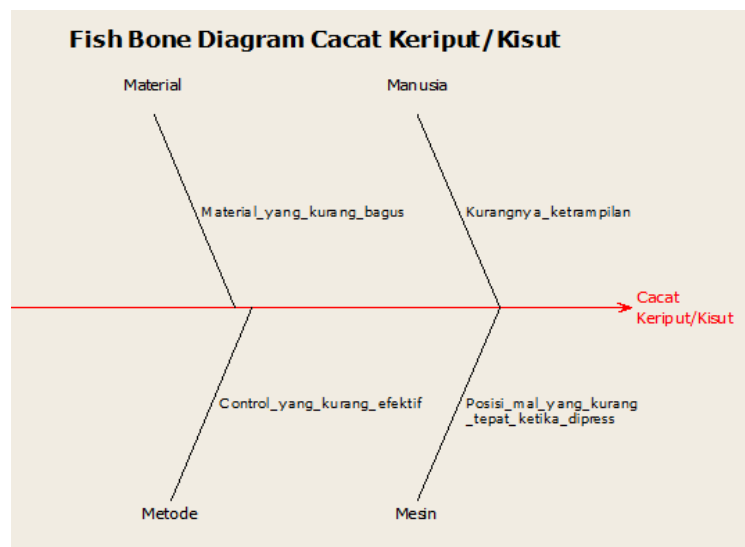 Fish Bone Diagram Cacat Keriput/Kisut
Material
Manusia
Material_yang_kurang_bagus
Kurangnya_ketrampilan
Cacat
Keriput/Kisut
Control_yang_kurang_efektif
Posisi_mal_yang_kurang
_tepat_ketika_dipress
Metode
Mesin